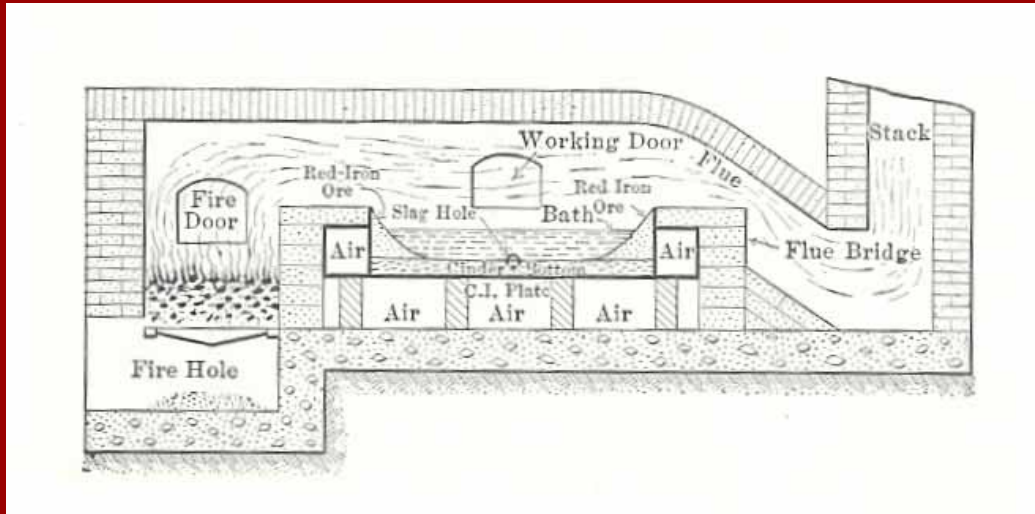 Working Door
Stack
Flue
Red-Iron
Ore
Red Iron
Ore
Fire
Door
Slag Hole
Bath
Air
Air
Flue Bridge
Cinder Bottom
C.I. Plate
Air
Air
Air
Fire Hole